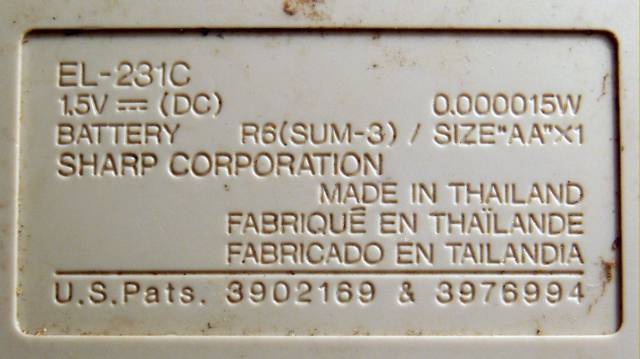 EL-231C
1.5V ⎓ (DC) 0.000015W
BATTERY R6(SUM-3) / SIZE"AA"×1
SHARP CORPORATION
MADE IN THAILAND
FABRIQUÉ EN THAÏLANDE
FABRICADO EN TAILANDIA
U.S.Pats. 3902169 & 3976994